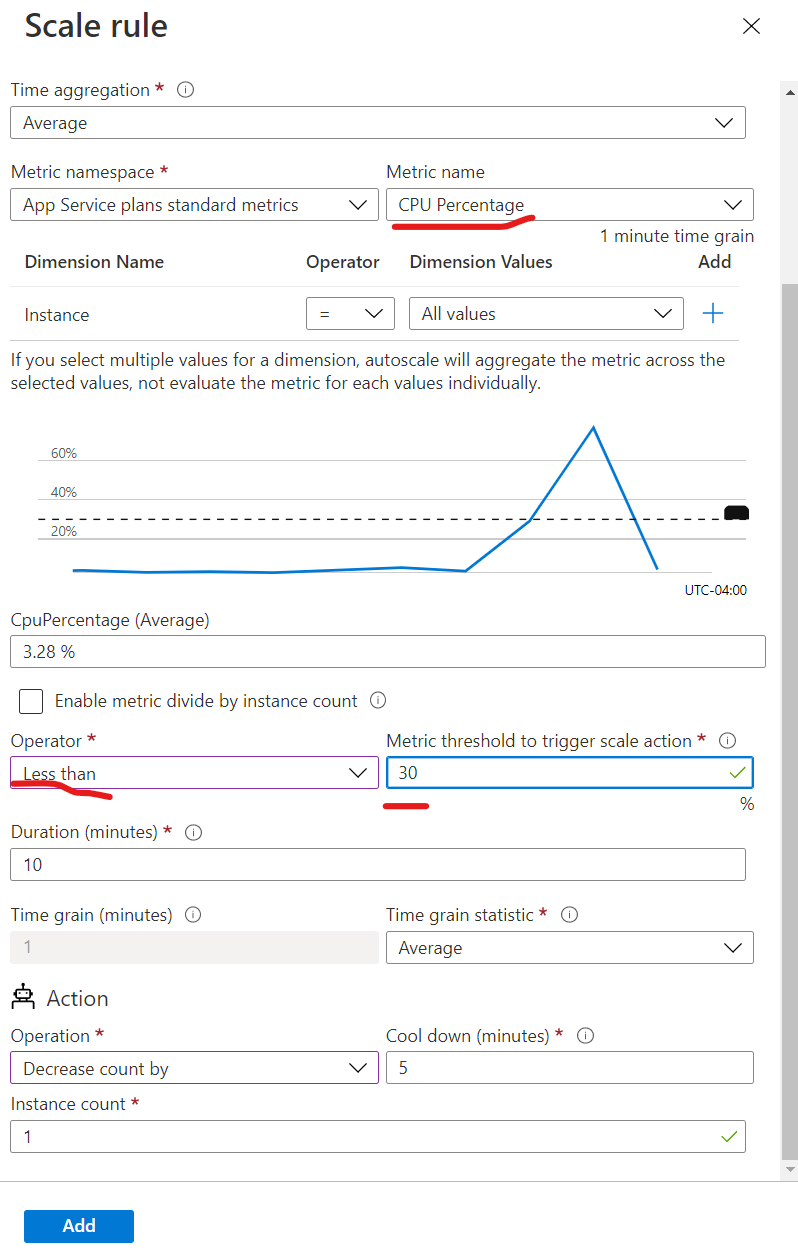 Scale rule
Time aggregation *
Average
Metric namespace * Metric name
App Service plans standard metrics CPU Percentage
1 minute time grain
Dimension Name Operator Dimension Values Add
Instance = All values
If you select multiple values for a dimension, autoscale will aggregate the metric across the
selected values, not evaluate the metric for each values individually.
60%
40%
20%
UTC-04:00
CpuPercentage (Average)
3.28 %
Enable metric divide by instance count
Operator * Metric threshold to trigger scale action *
Less than 30
%
Duration (minutes) *
10
Time grain (minutes) Time grain statistic *
1 Average
Action
Operation * Cool down (minutes) *
Decrease count by 5
Instance count *
1
Add